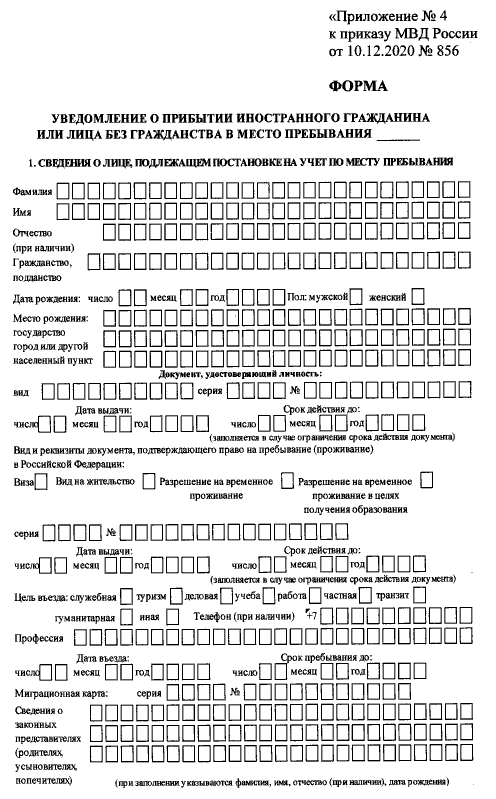 «Приложение № 4
к приказу МВД России
от 10.12.2020 № 856
ФОРМА
УВЕДОМЛЕНИЕ О ПРИБЫТИИ ИНОСТРАННОГО ГРАЖДАНИНА
ИЛИ ЛИЦА БЕЗ ГРАЖДАНСТВА В МЕСТО ПРЕБЫВАНИЯ ______
1. СВЕДЕНИЯ О ЛИЦЕ, ПОДЛЕЖАЩЕМ ПОСТАНОВКЕ НА УЧЕТ ПО МЕСТУ ПРЕБЫВАНИЯ
Фамилия
Имя
Отчество
(при наличии)
Гражданство,
подданство
Дата рождения: число месяц год Пол: мужской женский
Место рождения:
государство
город или другой
населенный пункт
Документ, удостоверяющий личность:
вид серия №
Дата выдачи: Срок действия до:
число месяц год число месяц год
(заполняется в случае ограничения срока действия документа)
Вид и реквизиты документа, подтверждающего право на пребывание (проживание)
в Российской Федерации:
Виза Вид на жительство Разрешение на временное Разрешение на временное
проживание проживание в целях
получения образования
серия №
Дата выдачи: Срок действия до:
число месяц год число месяц год
(заполняется в случае ограничения срока действия документа)
Цель въезда: служебная туризм деловая учеба работа частная транзит
гуманитарная иная Телефон (при наличии) +7
Профессия
Дата въезда: Срок пребывания до:
число месяц год число месяц год
Миграционная карта: серия №
Сведения о
законных
представителях
(родителях,
усыновителях,
попечителях)
(при заполнении указываются фамилия, имя, отчество (при наличии), дата рождения)